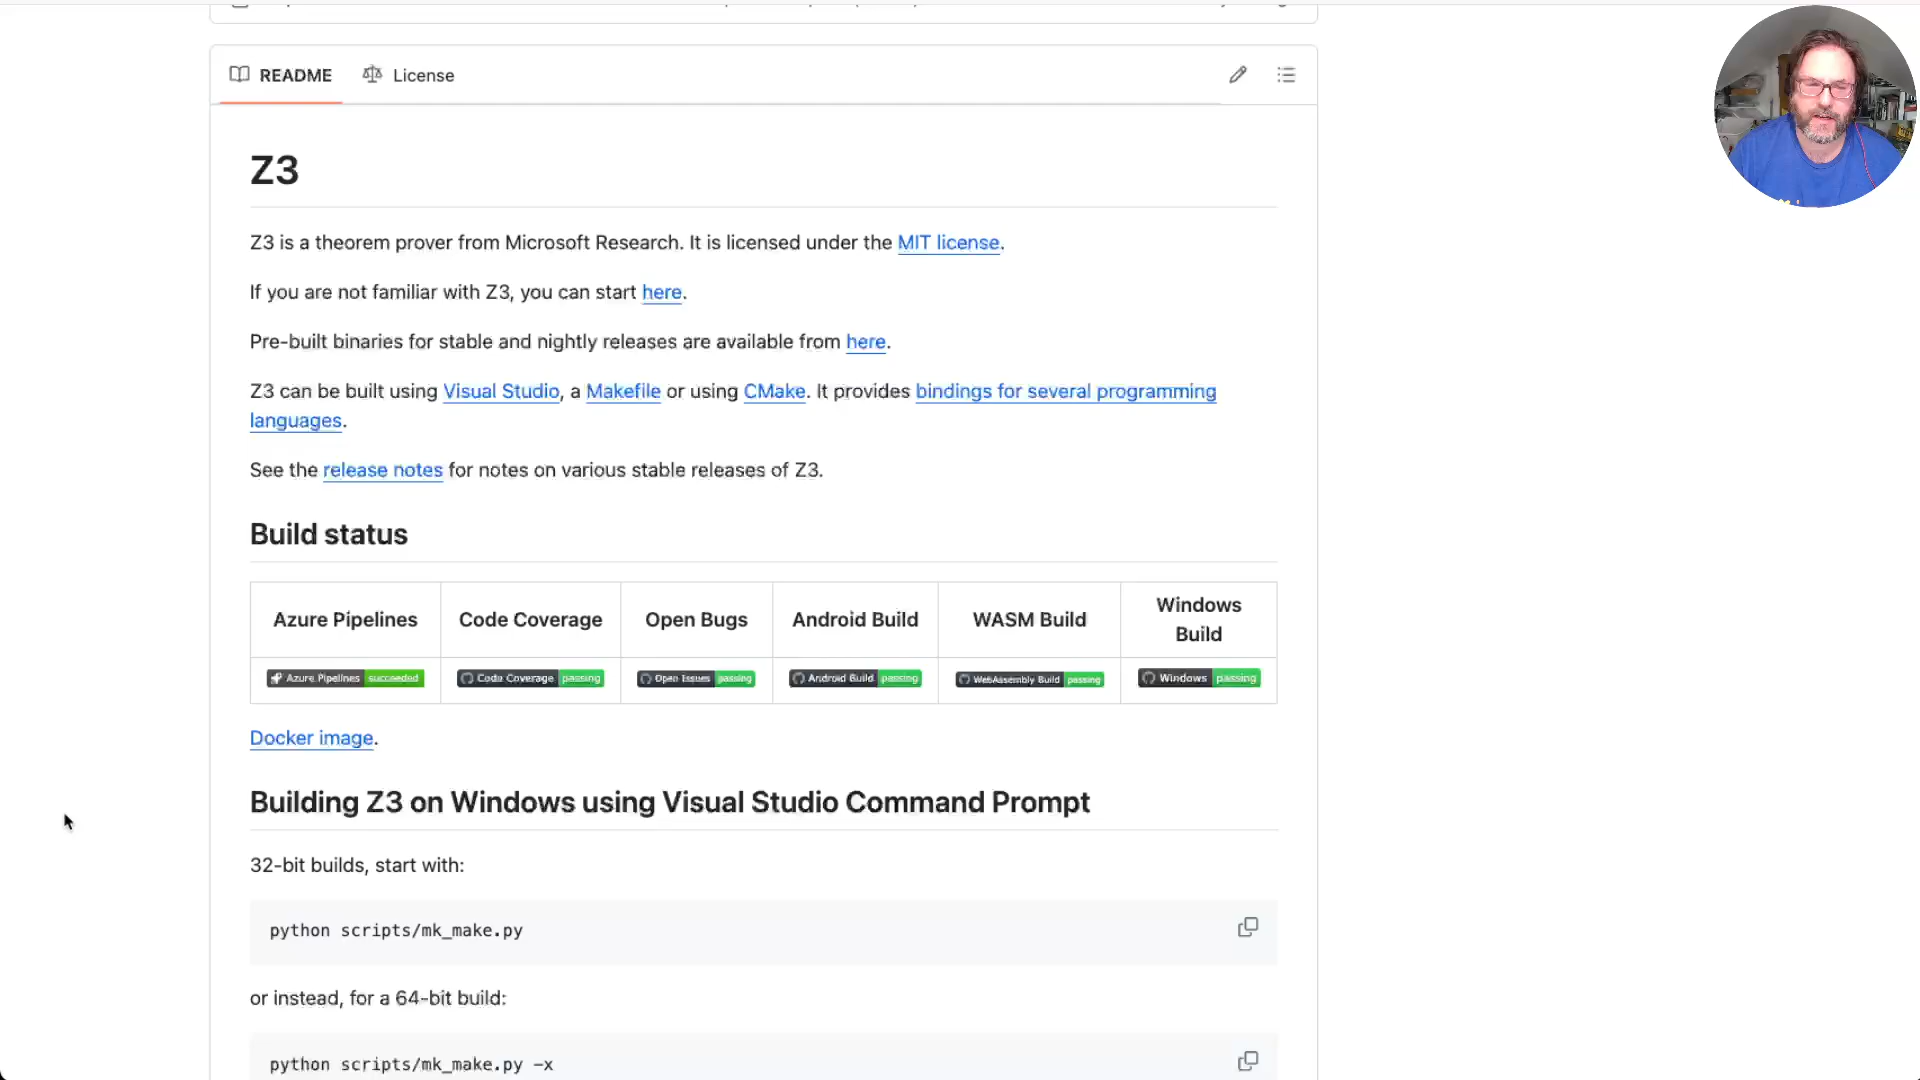 README
License
Z3
Z3 is a theorem prover from Microsoft Research. It is licensed under the MIT license.
If you are not familiar with Z3, you can start here.
Pre-built binaries for stable and nightly releases are available from here.
Z3 can be built using Visual Studio, a Makefile or using CMake. It provides bindings for several programming
languages.
See the release notes for notes on various stable releases of Z3.
Build status
Azure Pipelines Code Coverage Open Bugs Android Build WASM Build Windows Build
Azure Pipelines succeeded Code Coverage passing Open Issues passing Android Build passing WebAssembly Build passing Windows passing
Docker image.
Building Z3 on Windows using Visual Studio Command Prompt
32-bit builds, start with:
python scripts/mk_make.py
or instead, for a 64-bit build:
python scripts/mk_make.py -x